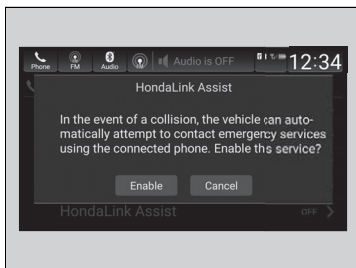 Phone FM Audio Audio is OFF 12:34
HondaLink Assist
In the event of a collision, the vehicle can auto-
matically attempt to contact emergency services
using the connected phone. Enable ths service?
Enable Cancel
HondaLink Assist OFF